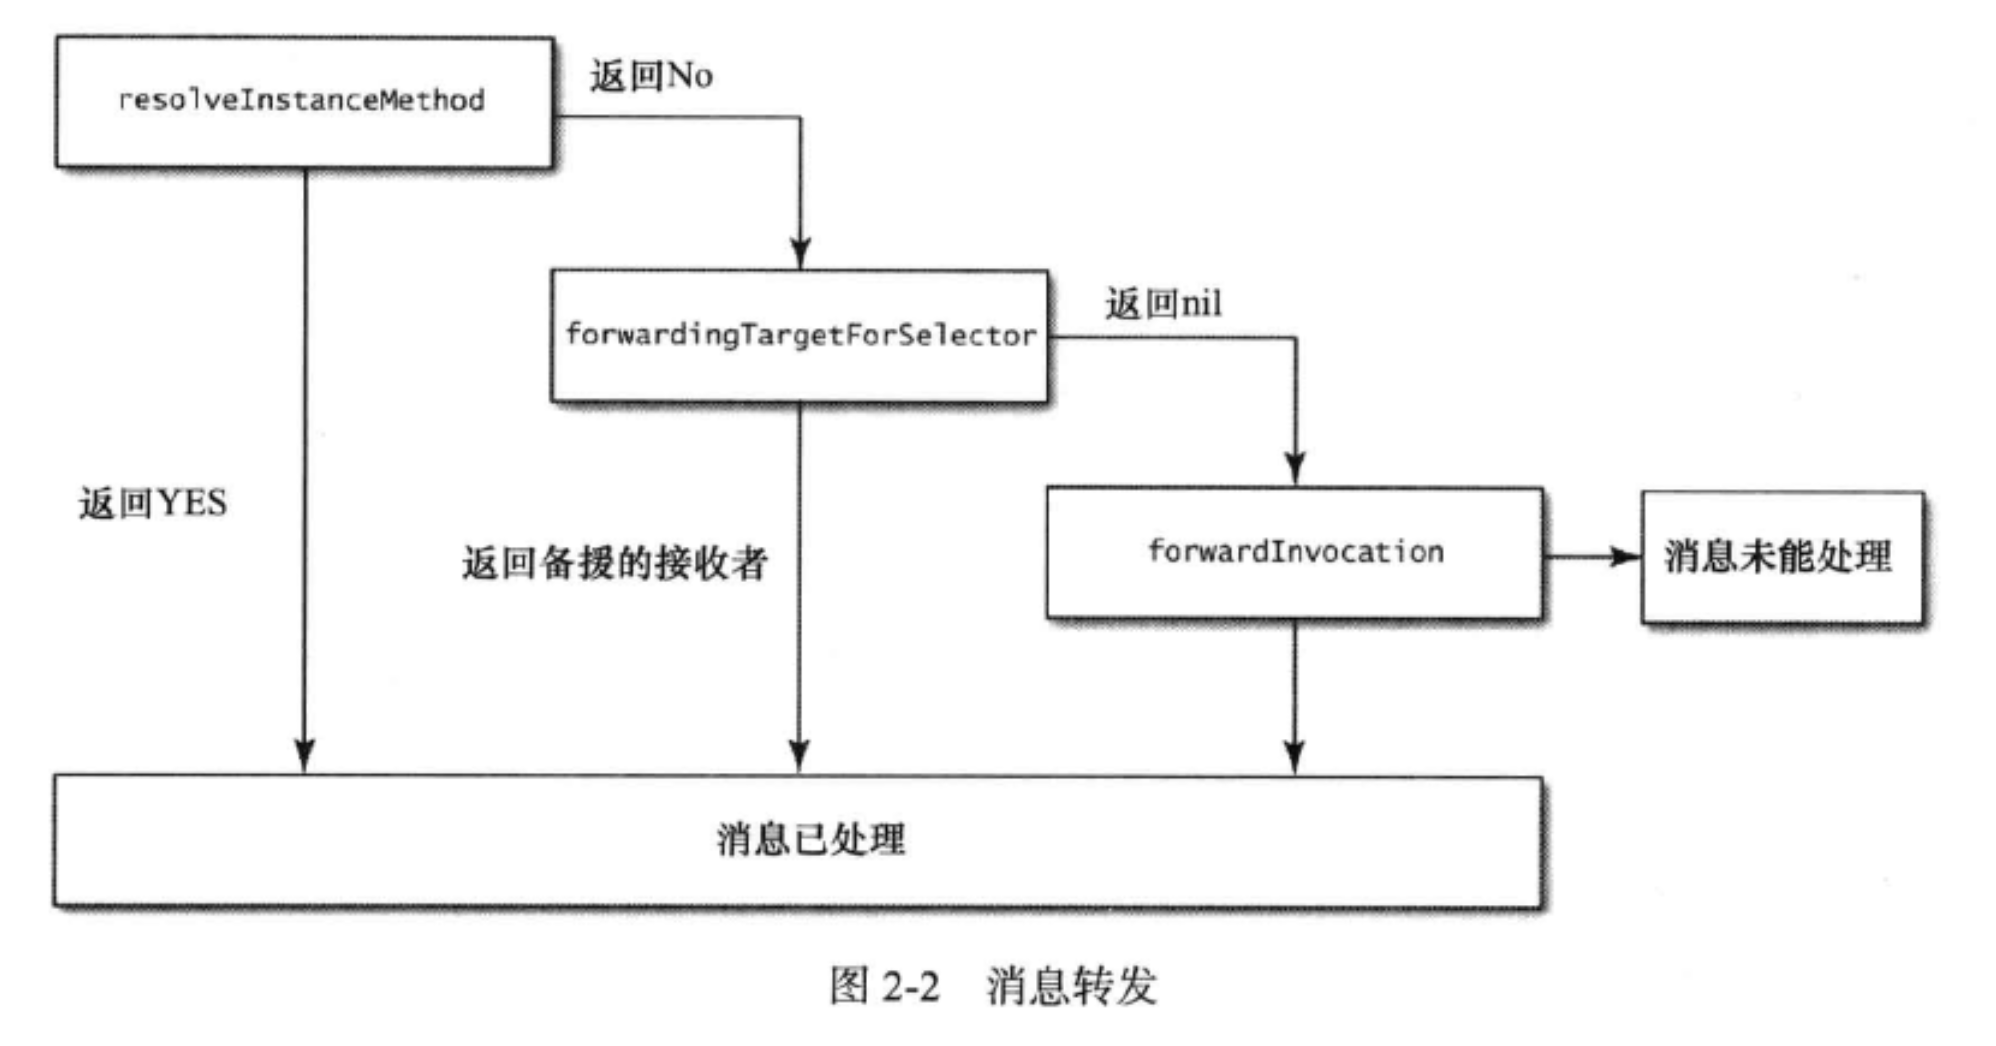 resolveInstanceMethod
返回No
forwardingTargetForSelector
返回nil
返回YES
返回备援的接收者
forwardInvocation
消息未能处理
消息已处理
图 2-2 消息转发